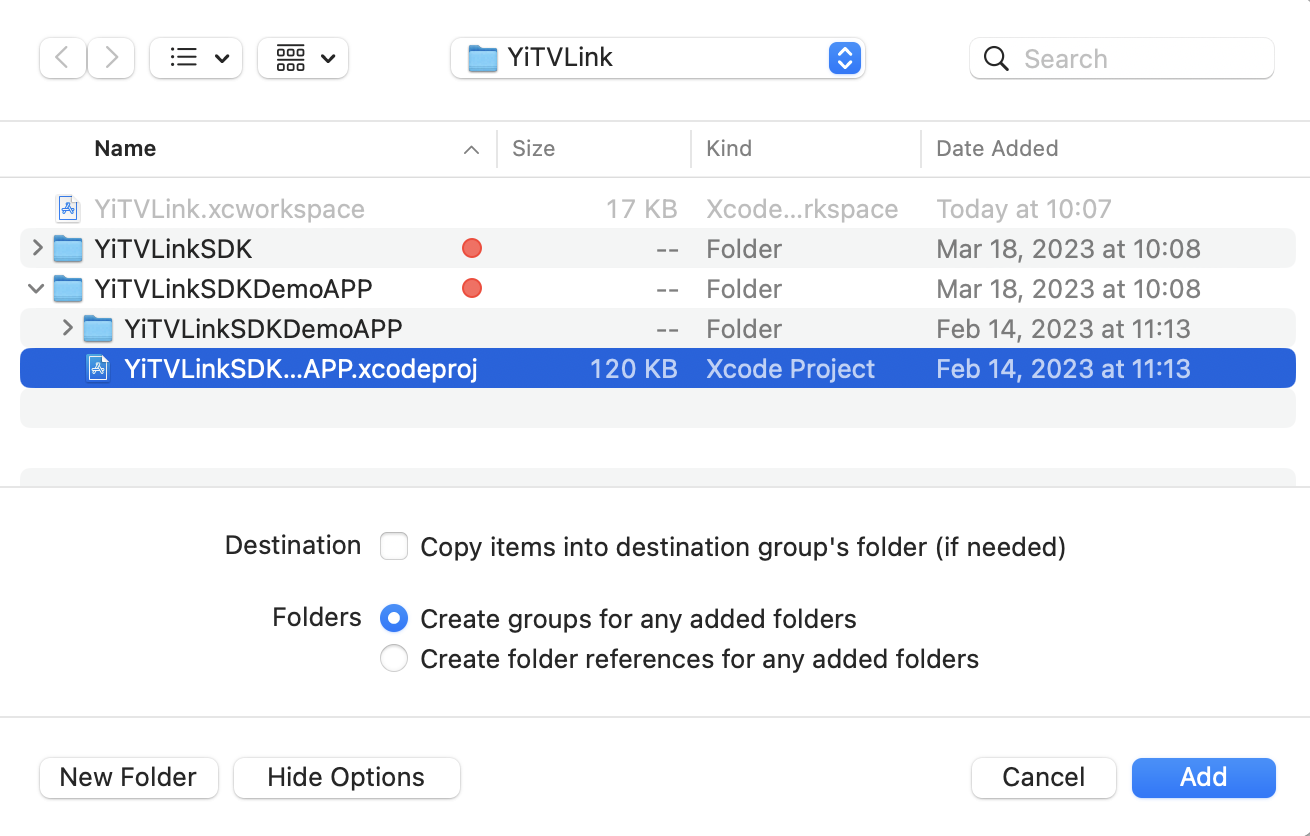 YiTVLink
Search
Name Size Kind Date Added
YiTVLink.xcworkspace 17 KB Xcode...rkspace Today at 10:07
YiTVLinkSDK -- Folder Mar 18, 2023 at 10:08
YiTVLinkSDKDemoAPP -- Folder Mar 18, 2023 at 10:08
YiTVLinkSDKDemoAPP -- Folder Feb 14, 2023 at 11:13
YiTVLinkSDK...APP.xcodeproj 120 KB Xcode Project Feb 14, 2023 at 11:13
Destination Copy items into destination group's folder (if needed)
Folders Create groups for any added folders
Create folder references for any added folders
New Folder Hide Options Cancel Add